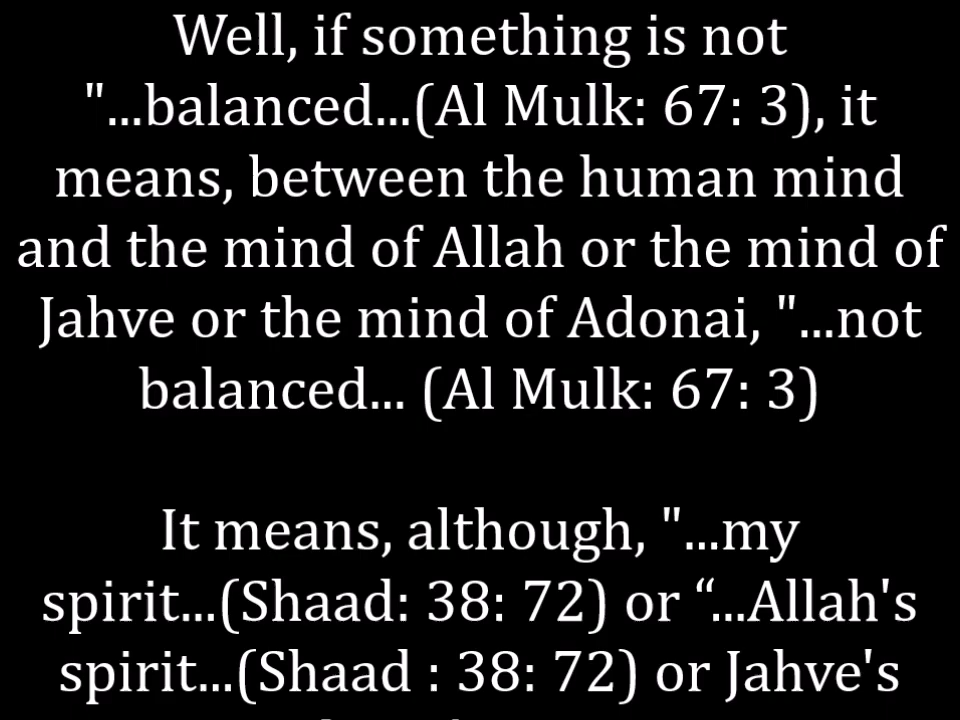 Well, if something is not
"...balanced...(Al Mulk: 67: 3), it
means, between the human mind
and the mind of Allah or the mind of
Jahve or the mind of Adonai, "...not
balanced... (Al Mulk: 67: 3)
It means, although, "...my
spirit...(Shaad: 38: 72) or “...Allah's
spirit...(Shaad : 38: 72) or Jahve's